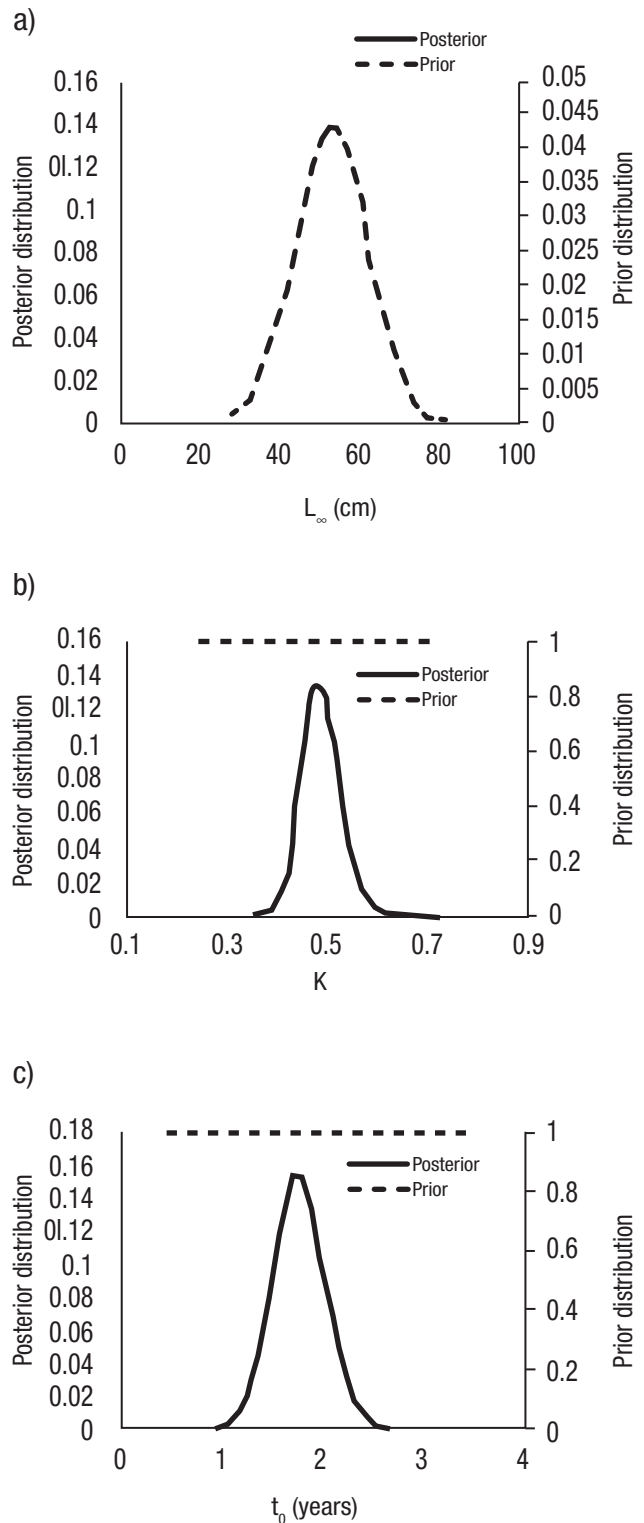 a)
Posterior
Prior
0.16
0.14
0l.12
0.1
0.08
0.06
0.04
0.02
0
Posterior distribution
0.05
0.045
0.04
0.035
0.03
0.025
0.02
0.015
0.01
0.005
0
Prior distribution
0 20 40 60 80 100
L∞ (cm)
b)
Posterior
Prior
0.16
0.14
0l.12
0.1
0.08
0.06
0.04
0.02
0
Posterior distribution
1
0.8
0.6
0.4
0.2
0
Prior distribution
0.1 0.3 0.5 0.7 0.9
K
c)
Posterior
Prior
0.18
0.16
0.14
0l.12
0.1
0.08
0.06
0.04
0.02
0
Posterior distribution
1
0.8
0.6
0.4
0.2
0
Prior distribution
0 1 2 3 4
t₀ (years)